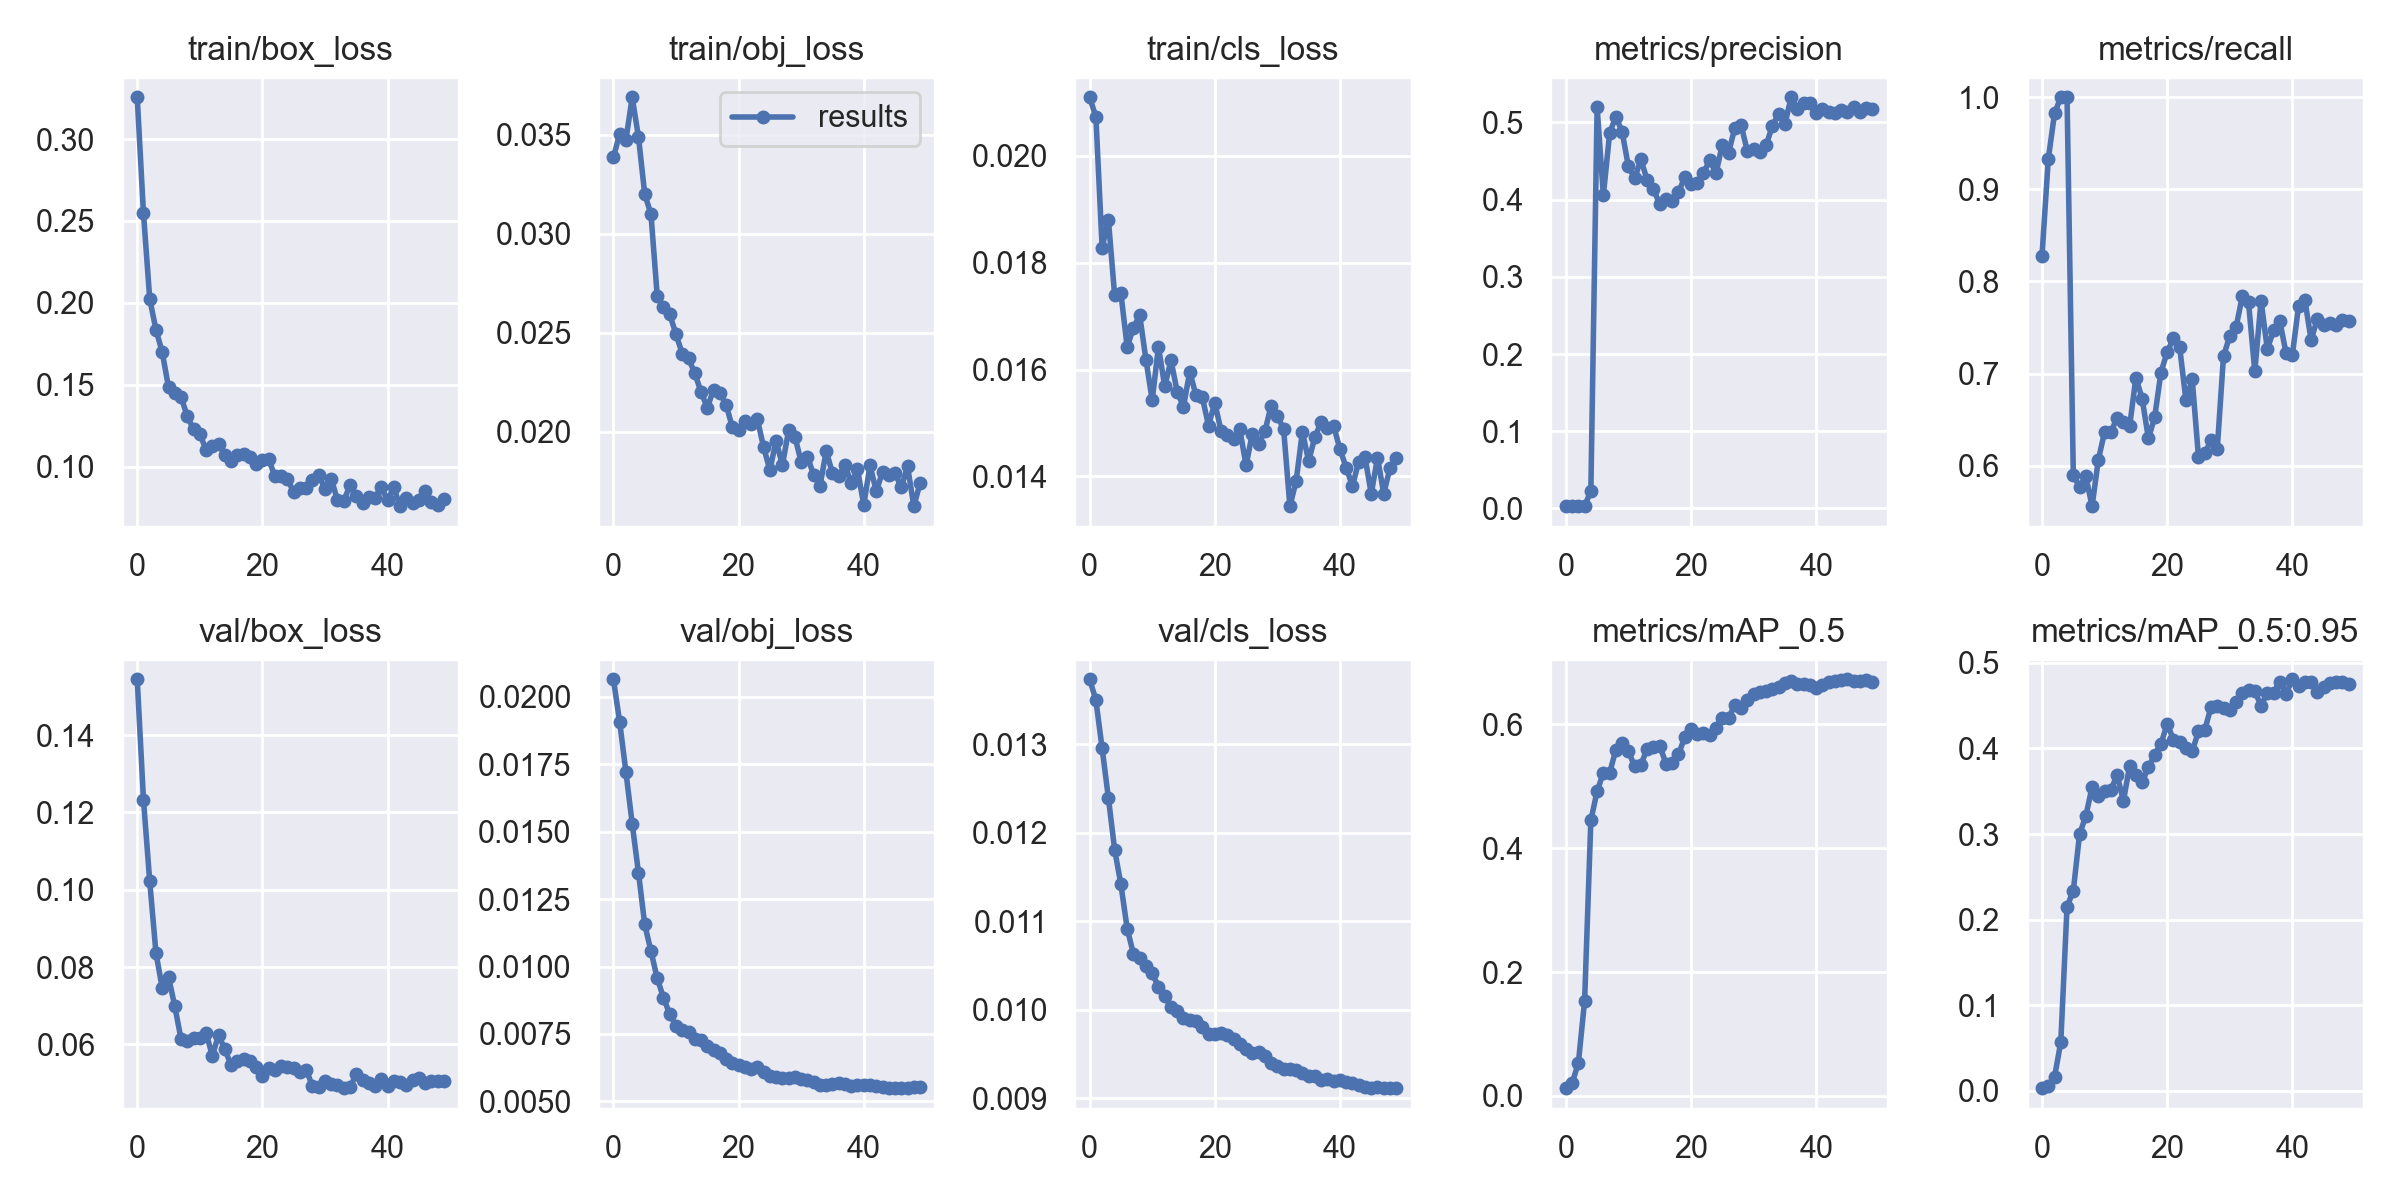 train/box_loss
0.30
0.25
0.20
0.15
0.10
0 20 40
train/obj_loss
results
0.035
0.030
0.025
0.020
0 20 40
train/cls_loss
0.020
0.018
0.016
0.014
0 20 40
metrics/precision
0.5
0.4
0.3
0.2
0.1
0.0
0 20 40
metrics/recall
1.0
0.9
0.8
0.7
0.6
0 20 40
val/box_loss
0.14
0.12
0.10
0.08
0.06
0 20 40
val/obj_loss
0.0200
0.0175
0.0150
0.0125
0.0100
0.0075
0.0050
0 20 40
val/cls_loss
0.013
0.012
0.011
0.010
0.009
0 20 40
metrics/mAP_0.5
0.6
0.4
0.2
0.0
0 20 40
metrics/mAP_0.5:0.95
0.5
0.4
0.3
0.2
0.1
0.0
0 20 40